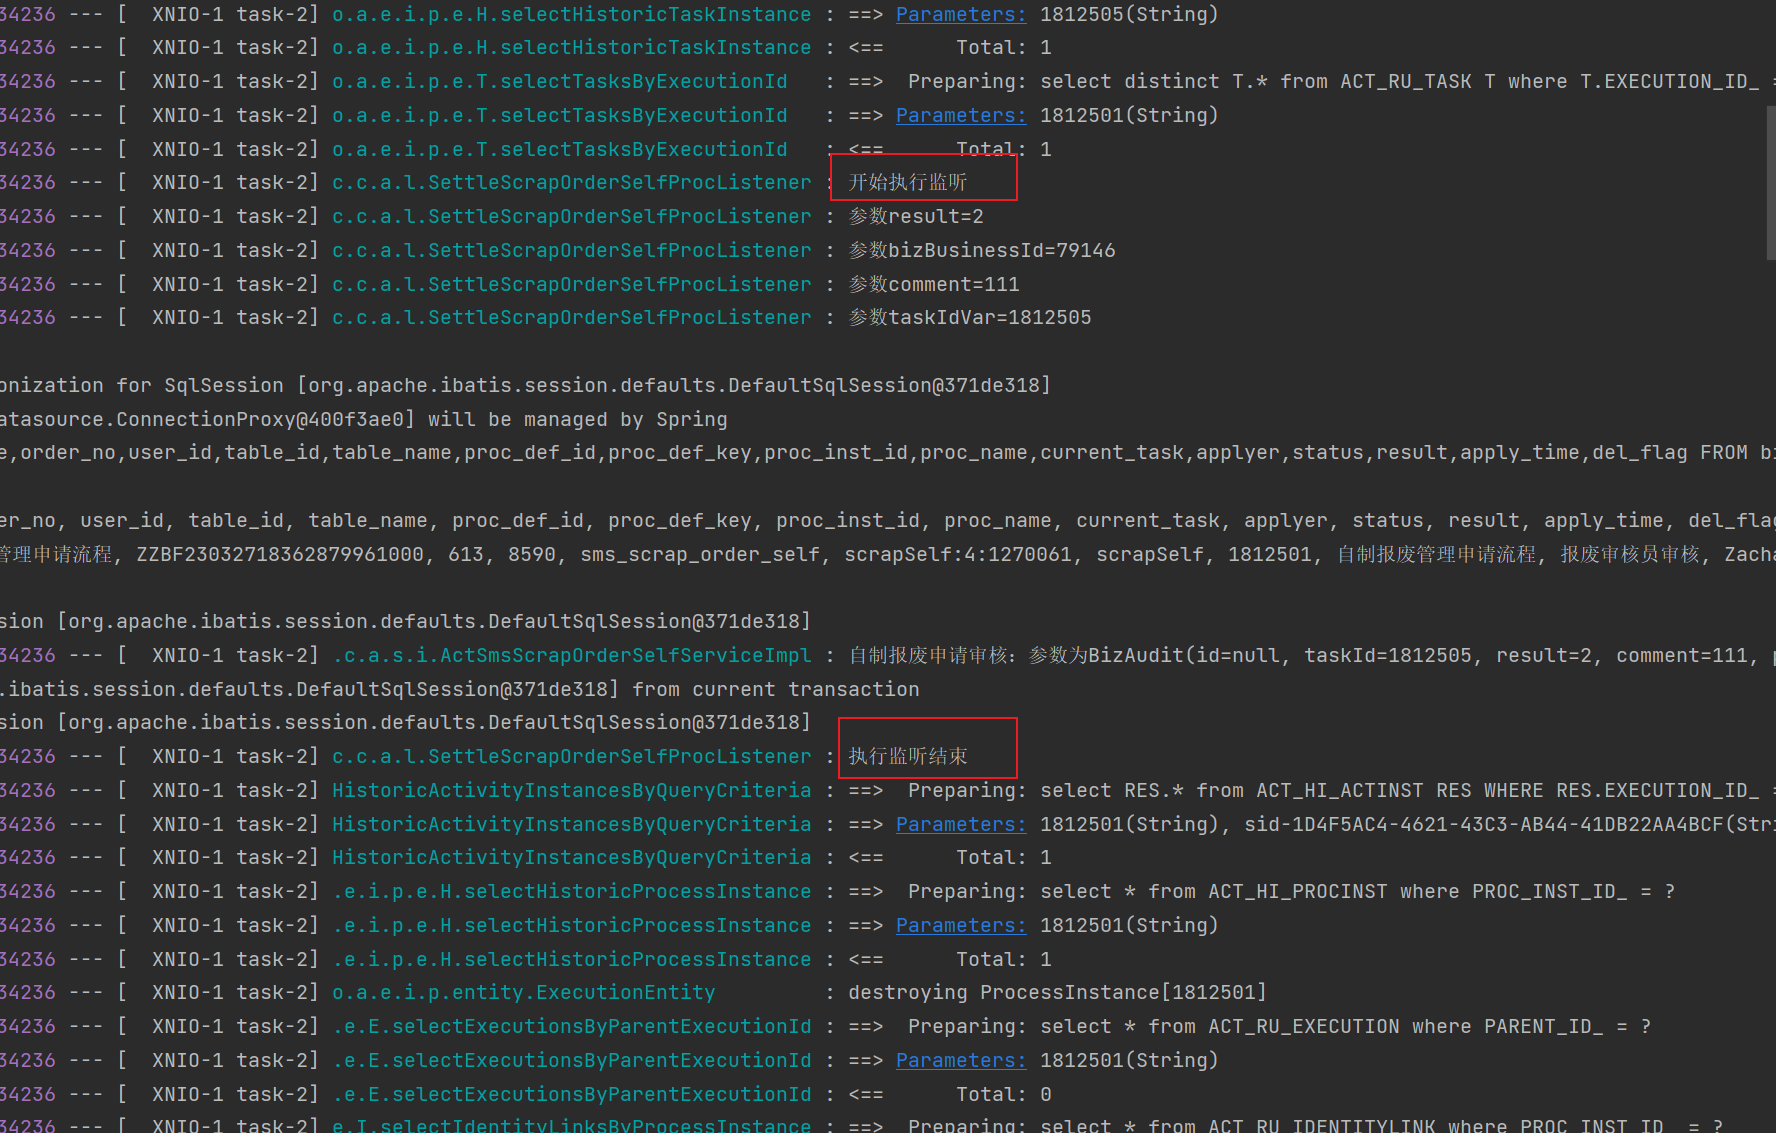 34236 --- [  XNIO-1 task-2] o.a.e.i.p.e.H.selectHistoricTaskInstance : ==> Parameters: 1812505(String)
34236 --- [  XNIO-1 task-2] o.a.e.i.p.e.H.selectHistoricTaskInstance : <==      Total: 1
34236 --- [  XNIO-1 task-2] o.a.e.i.p.e.T.selectTasksByExecutionId   : ==>  Preparing: select distinct T.* from ACT_RU_TASK T where T.EXECUTION_ID_ =
34236 --- [  XNIO-1 task-2] o.a.e.i.p.e.T.selectTasksByExecutionId   : ==> Parameters: 1812501(String)
34236 --- [  XNIO-1 task-2] o.a.e.i.p.e.T.selectTasksByExecutionId   : <==      Total: 1
34236 --- [  XNIO-1 task-2] c.c.a.l.SettleScrapOrderSelfProcListener : 开始执行监听
34236 --- [  XNIO-1 task-2] c.c.a.l.SettleScrapOrderSelfProcListener : 参数result=2
34236 --- [  XNIO-1 task-2] c.c.a.l.SettleScrapOrderSelfProcListener : 参数bizBusinessId=79146
34236 --- [  XNIO-1 task-2] c.c.a.l.SettleScrapOrderSelfProcListener : 参数comment=111
34236 --- [  XNIO-1 task-2] c.c.a.l.SettleScrapOrderSelfProcListener : 参数taskIdVar=1812505
onization for SqlSession [org.apache.ibatis.session.defaults.DefaultSqlSession@371de318]
atasource.ConnectionProxy@400f3ae0] will be managed by Spring
e,order_no,user_id,table_id,table_name,proc_def_id,proc_def_key,proc_inst_id,proc_name,current_task,applyer,status,result,apply_time,del_flag FROM bi
er_no, user_id, table_id, table_name, proc_def_id, proc_def_key, proc_inst_id, proc_name, current_task, applyer, status, result, apply_time, del_flag
管理申请流程, ZZBF23032718362879961000, 613, 8590, sms_scrap_order_self, scrapSelf:4:1270061, scrapSelf, 1812501, 自制报废管理申请流程, 报废审核员审核, Zacha
sion [org.apache.ibatis.session.defaults.DefaultSqlSession@371de318]
34236 --- [  XNIO-1 task-2] .c.a.s.i.ActSmsScrapOrderSelfServiceImpl : 自制报废申请审核：参数为BizAudit(id=null, taskId=1812505, result=2, comment=111, p
.ibatis.session.defaults.DefaultSqlSession@371de318] from current transaction
sion [org.apache.ibatis.session.defaults.DefaultSqlSession@371de318]
34236 --- [  XNIO-1 task-2] c.c.a.l.SettleScrapOrderSelfProcListener : 执行监听结束
34236 --- [  XNIO-1 task-2] HistoricActivityInstancesByQueryCriteria : ==>  Preparing: select RES.* from ACT_HI_ACTINST RES WHERE RES.EXECUTION_ID_ =
34236 --- [  XNIO-1 task-2] HistoricActivityInstancesByQueryCriteria : ==> Parameters: 1812501(String), sid-1D4F5AC4-4621-43C3-AB44-41DB22AA4BCF(Stri
34236 --- [  XNIO-1 task-2] HistoricActivityInstancesByQueryCriteria : <==      Total: 1
34236 --- [  XNIO-1 task-2] .e.i.p.e.H.selectHistoricProcessInstance : ==>  Preparing: select * from ACT_HI_PROCINST where PROC_INST_ID_ = ?
34236 --- [  XNIO-1 task-2] .e.i.p.e.H.selectHistoricProcessInstance : ==> Parameters: 1812501(String)
34236 --- [  XNIO-1 task-2] .e.i.p.e.H.selectHistoricProcessInstance : <==      Total: 1
34236 --- [  XNIO-1 task-2] o.a.e.i.p.entity.ExecutionEntity         : destroying ProcessInstance[1812501]
34236 --- [  XNIO-1 task-2] .e.E.selectExecutionsByParentExecutionId : ==>  Preparing: select * from ACT_RU_EXECUTION where PARENT_ID_ = ?
34236 --- [  XNIO-1 task-2] .e.E.selectExecutionsByParentExecutionId : ==> Parameters: 1812501(String)
34236 --- [  XNIO-1 task-2] .e.E.selectExecutionsByParentExecutionId : <==      Total: 0
34236 --- [  XNIO-1 task-2] e.I.selectIdentityLinksByProcessInstance : ==>  Preparing: select * from ACT_RU_IDENTITYLINK where PROC_INST_ID_ = ?